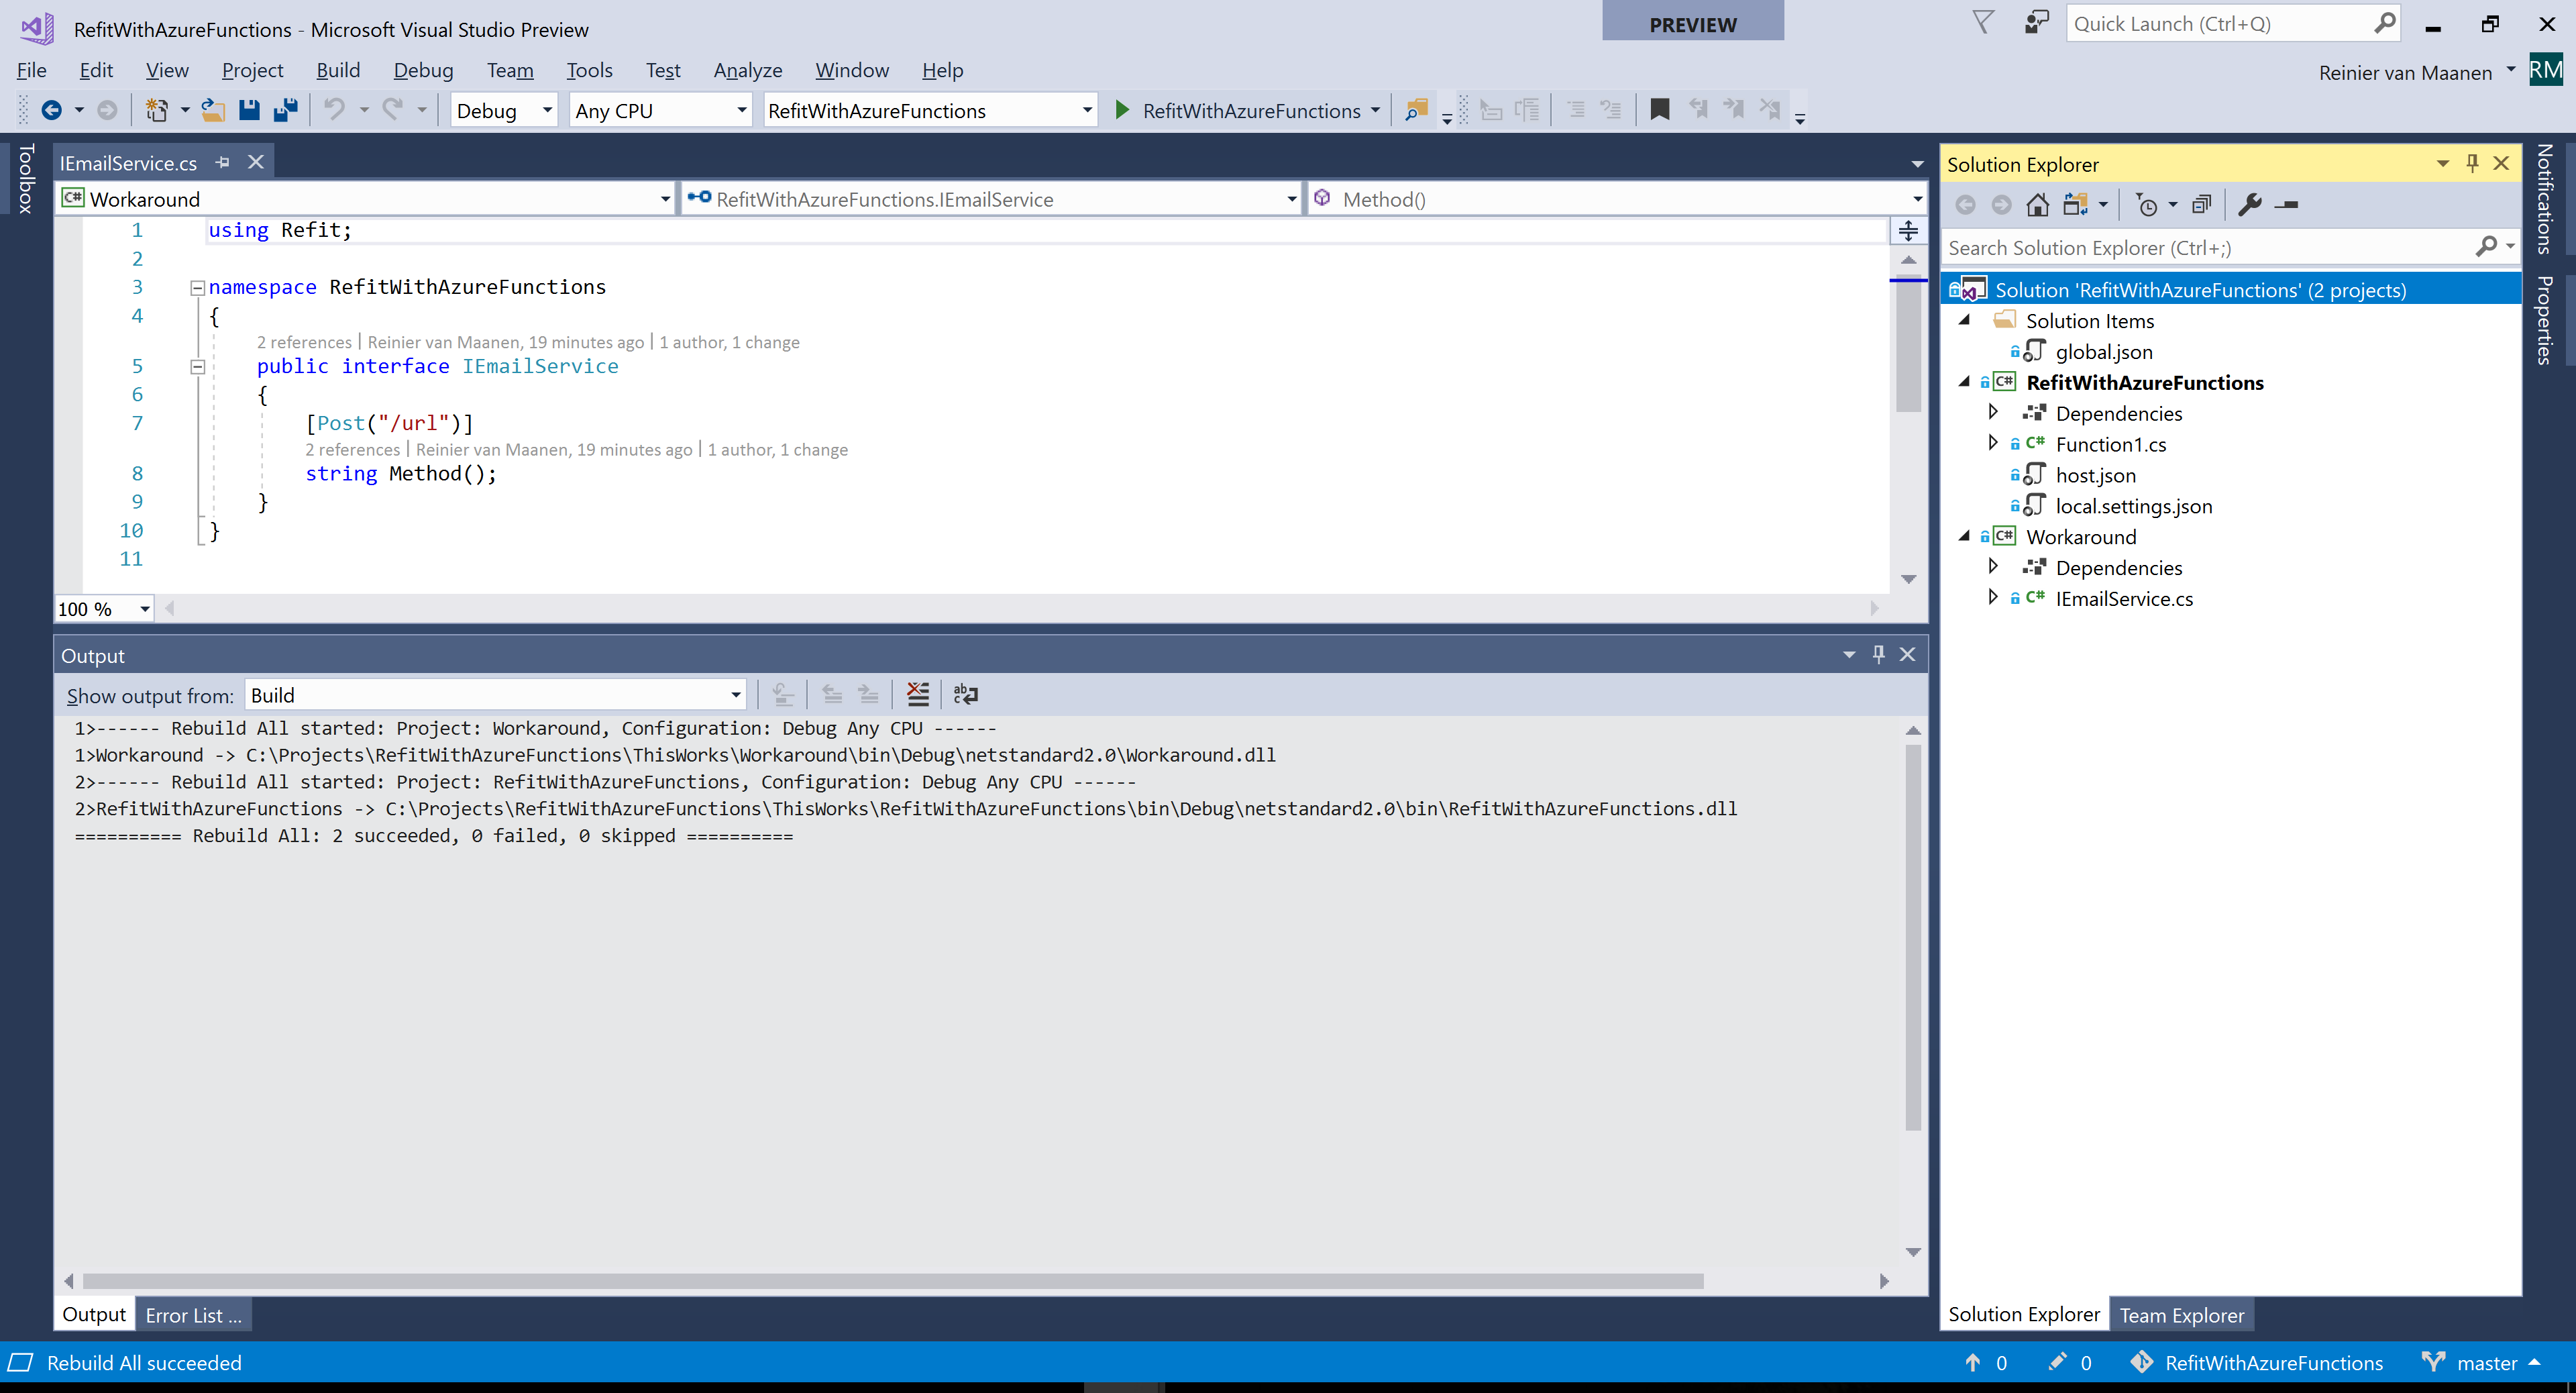 RefitWithAzureFunctions - Microsoft Visual Studio Preview
PREVIEW
Quick Launch (Ctrl+Q)
File Edit View Project Build Debug Team Tools Test Analyze Window Help
Reinier van Maanen RM
Debug Any CPU RefitWithAzureFunctions RefitWithAzureFunctions
Toolbox
IEmailService.cs
C# Workaround RefitWithAzureFunctions.IEmailService Method()
1 using Refit;
2
3 namespace RefitWithAzureFunctions
4 {
2 references | Reinier van Maanen, 19 minutes ago | 1 author, 1 change
5 public interface IEmailService
6 {
7 [Post("/url")]
2 references | Reinier van Maanen, 19 minutes ago | 1 author, 1 change
8 string Method();
9 }
10 }
11
100 %
Output
Show output from: Build
1>------ Rebuild All started: Project: Workaround, Configuration: Debug Any CPU ------
1>Workaround -> C:\Projects\RefitWithAzureFunctions\ThisWorks\Workaround\bin\Debug\netstandard2.0\Workaround.dll
2>------ Rebuild All started: Project: RefitWithAzureFunctions, Configuration: Debug Any CPU ------
2>RefitWithAzureFunctions -> C:\Projects\RefitWithAzureFunctions\ThisWorks\RefitWithAzureFunctions\bin\Debug\netstandard2.0\bin\RefitWithAzureFunctions.dll
========== Rebuild All: 2 succeeded, 0 failed, 0 skipped ==========
Output Error List ...
Solution Explorer
Search Solution Explorer (Ctrl+;)
Solution 'RefitWithAzureFunctions' (2 projects)
Solution Items
global.json
C# RefitWithAzureFunctions
Dependencies
C# Function1.cs
host.json
local.settings.json
C# Workaround
Dependencies
C# IEmailService.cs
Solution Explorer Team Explorer
Notifications
Properties
Rebuild All succeeded
0 0 RefitWithAzureFunctions master